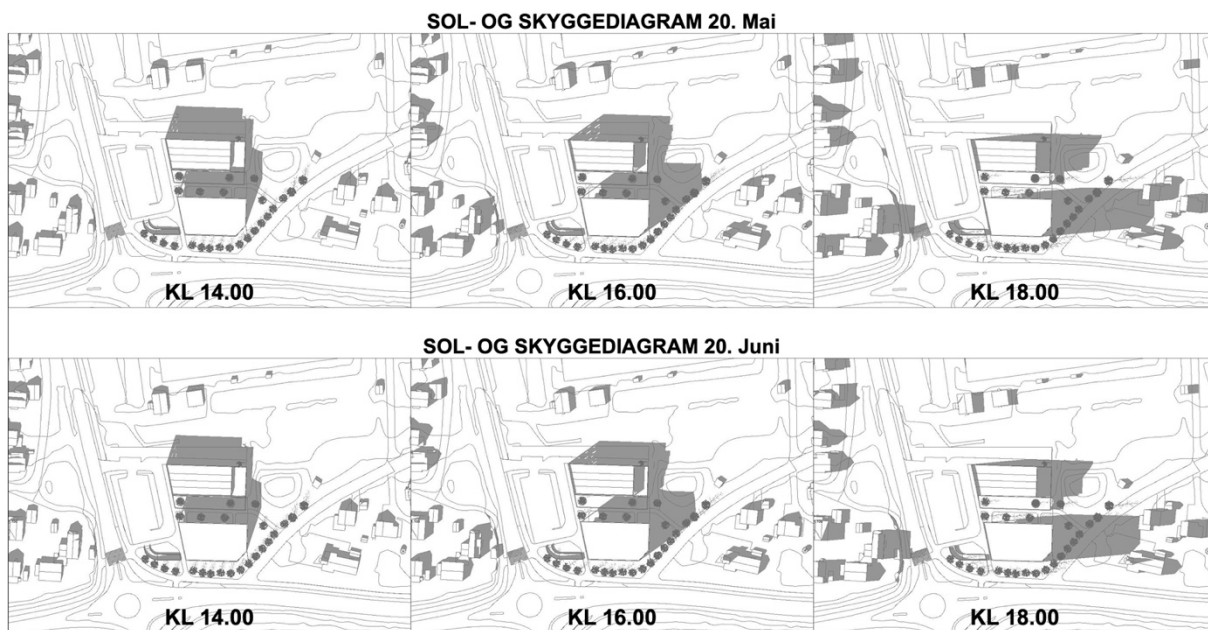 SOL- OG SKYGGEDIAGRAM 20. Mai
KL 14.00
KL 16.00
KL 18.00
SOL- OG SKYGGEDIAGRAM 20. Juni
KL 14.00
KL 16.00
KL 18.00